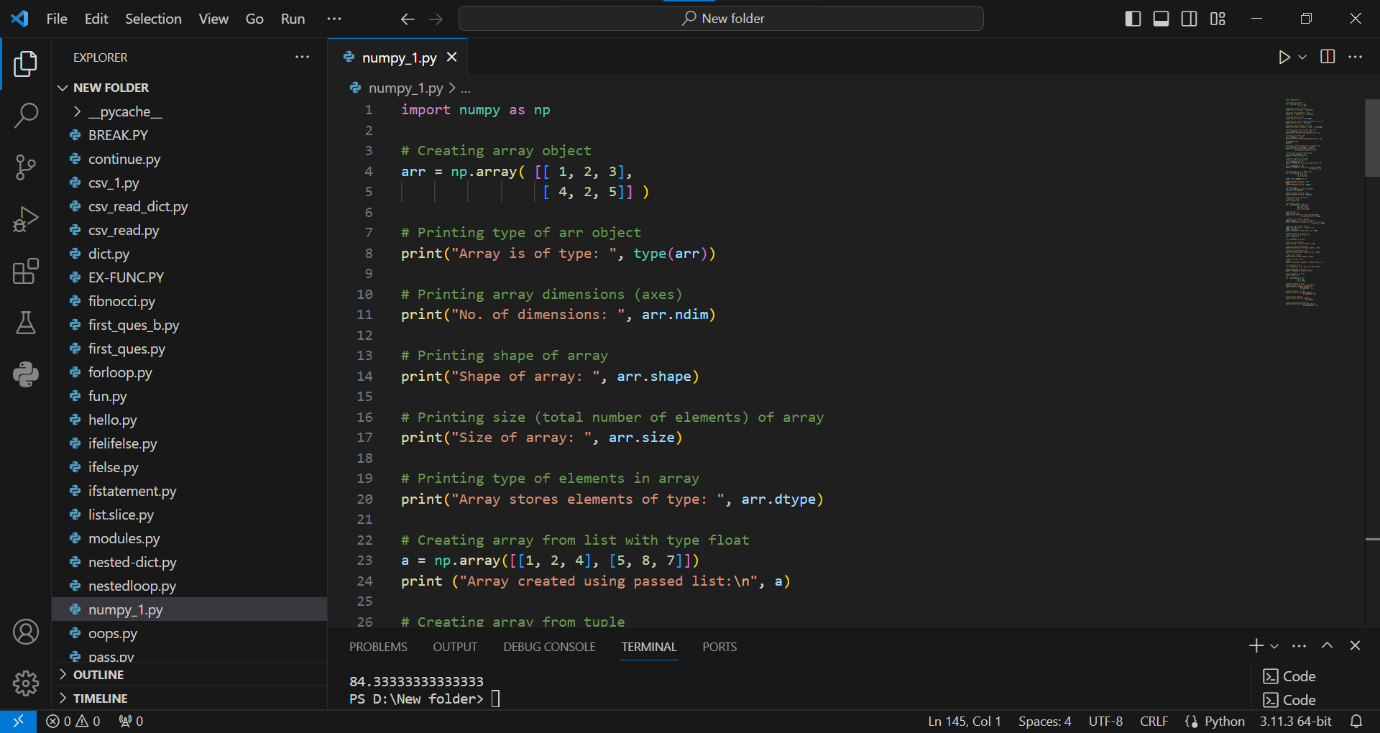 File Edit Selection View Go Run ··· New folder
EXPLORER ···
NEW FOLDER
__pycache__
BREAK.PY
continue.py
csv_1.py
csv_read_dict.py
csv_read.py
dict.py
EX-FUNC.PY
fibnocci.py
first_ques_b.py
first_ques.py
forloop.py
fun.py
hello.py
ifelifelse.py
ifelse.py
ifstatement.py
list.slice.py
modules.py
nested-dict.py
nestedloop.py
numpy_1.py
oops.py
pass.py
OUTLINE
TIMELINE
numpy_1.py
numpy_1.py > ...
1 import numpy as np
2
3 # Creating array object
4 arr = np.array( [[ 1, 2, 3],
5 [ 4, 2, 5]] )
6
7 # Printing type of arr object
8 print("Array is of type: ", type(arr))
9
10 # Printing array dimensions (axes)
11 print("No. of dimensions: ", arr.ndim)
12
13 # Printing shape of array
14 print("Shape of array: ", arr.shape)
15
16 # Printing size (total number of elements) of array
17 print("Size of array: ", arr.size)
18
19 # Printing type of elements in array
20 print("Array stores elements of type: ", arr.dtype)
21
22 # Creating array from list with type float
23 a = np.array([[1, 2, 4], [5, 8, 7]])
24 print ("Array created using passed list:\n", a)
25
26 # Creating array from tuple
PROBLEMS OUTPUT DEBUG CONSOLE TERMINAL PORTS
84.33333333333333
PS D:\New folder>
Code
Code
0 0 0 Ln 145, Col 1 Spaces: 4 UTF-8 CRLF Python 3.11.3 64-bit